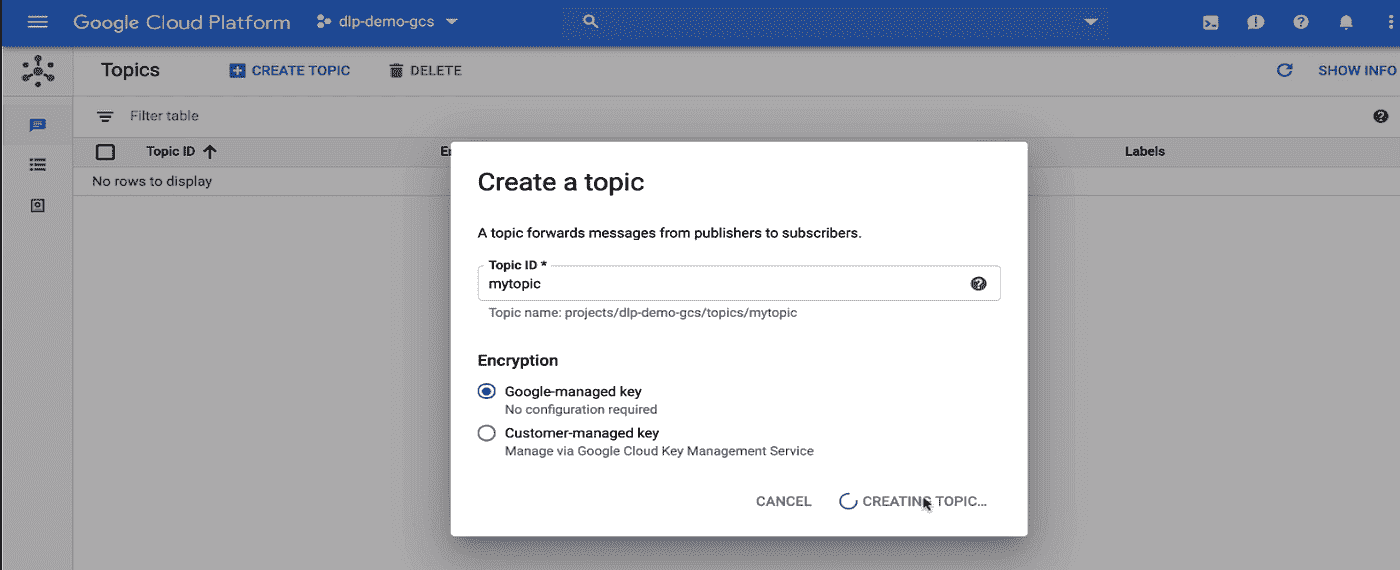 Google Cloud Platform dlp-demo-gcs
Topics CREATE TOPIC DELETE SHOW INFO
Filter table
Topic ID Labels
No rows to display
Create a topic
A topic forwards messages from publishers to subscribers.
Topic ID *
mytopic
Topic name: projects/dlp-demo-gcs/topics/mytopic
Encryption
Google-managed key
No configuration required
Customer-managed key
Manage via Google Cloud Key Management Service
CANCEL CREATING TOPIC...